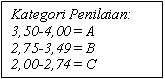 Kategori Penilaian:
3,50-4,00 = A
2,75-3,49 = B
2,00-2,74 = C